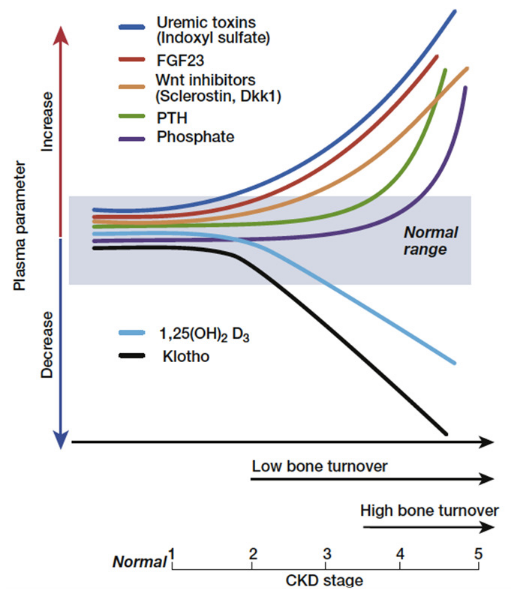 Uremic toxins
(Indoxyl sulfate)
FGF23
Wnt inhibitors
(Sclerostin, Dkk1)
PTH
Phosphate
Increase
Plasma parameter
Decrease
Normal
range
1,25(OH)₂ D₃
Klotho
Low bone turnover
High bone turnover
Normal 1 2 3 4 5
CKD stage